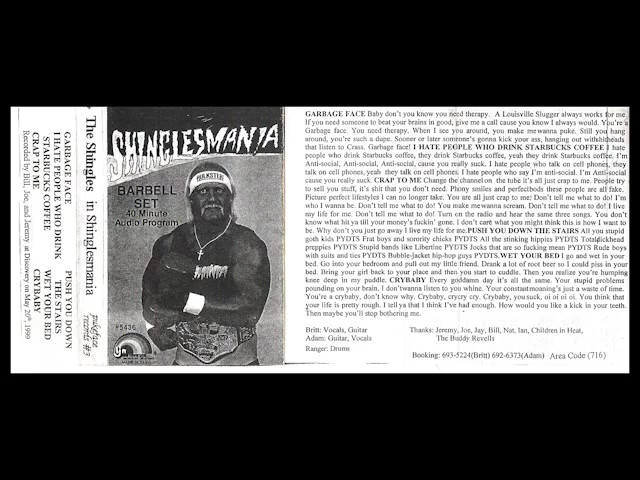 GARBAGE FACE
I HATE PEOPLE WHO DRINK
STARBUCKS COFFEE
CRAP TO ME
PUSH YOU DOWN
THE STAIRS
WET YOUR BED
CRYBABY
Recorded by Bill, Joe, and Jeremy at Discovery on May 20th, 1999
The Shingles in Shinglesmania
pukeface
records #3
SHINGLESMANIA
BARBELL
SET
40 Minute
Audio Program
HULKSTER
MANIA
#5436
GARBAGE FACE Baby don't you know you need therapy. A Louisville Slugger always works for me.
If you need someone to beat your brains in good, give me a call cause you know I always would. You're a
Garbage face. You need therapy. When I see you around, you make me wanna puke. Still you hang
around, you're such a dupe. Sooner or later someone's gonna kick your ass, hanging out with shitheads
that listen to Crass. Garbage face! I HATE PEOPLE WHO DRINK STARBUCKS COFFEE I hate
people who drink Starbucks coffee, they drink Starbucks coffee, yeah they drink Starbucks coffee. I'm
Anti-social, Anti-social, Anti-social, cause you really suck. I hate people who talk on cell phones, they
talk on cell phones, yeah they talk on cell phones. I hate people who say I'm anti-social. I'm Anti-social
cause you really suck. CRAP TO ME Change the channel on the tube it's all just crap to me. People try
to sell you stuff, it's shit that you don't need. Phony smiles and perfectbods these people are all fake.
Picture perfect lifestyles I can no longer take. You are all just crap to me! Don't tell me what to do! I'm
who I wanna be. Don't tell me what to do! You make me wanna scream. Don't tell me what to do! I live
my life for me. Don't tell me what to do! Turn on the radio and hear the same three songs. You don't
know what hit ya till your money's fuckin' gone. I don't care what you might think this is how I want to
be. Why don't you just go away I live my life for me. PUSH YOU DOWN THE STAIRS All you stupid
goth kids PYDTS Frat boys and sorority chicks PYDTS All the stinking hippies PYDTS Totaldickhead
preppies PYDTS Stupid bands like Libertine PYDTS Jocks that are so fucking mean PYDTS Rude boys
with suits and ties PYDTS Bubble-jacket hip-hop guys PYDTS. WET YOUR BED I go and wet in your
bed. Go into your bedroom and pull out my little friend. Drank a lot of root beer so I could piss in your
bed. Bring your girl back to your place and then you start to cuddle. Then you realize you're humping
knee deep in my puddle. CRYBABY Every goddamn day it's all the same. Your stupid problems
pounding on your brain. I don't wanna listen to you whine. Your constant moaning's just a waste of time.
You're a crybaby, don't know why. Crybaby, cryery cry. Crybaby, you suck, oi oi oi oi. You think that
your life is pretty rough. I tell ya that I think I've had enough. How would you like a kick in your teeth.
Then maybe you'll stop bothering me.
Britt: Vocals, Guitar
Adam: Guitar, Vocals
Ranger: Drums
Thanks: Jeremy, Joe, Jay, Bill, Nat, Ian, Children in Heat,
The Buddy Revells
Booking: 693-5224(Britt) 692-6373(Adam) Area Code (716)